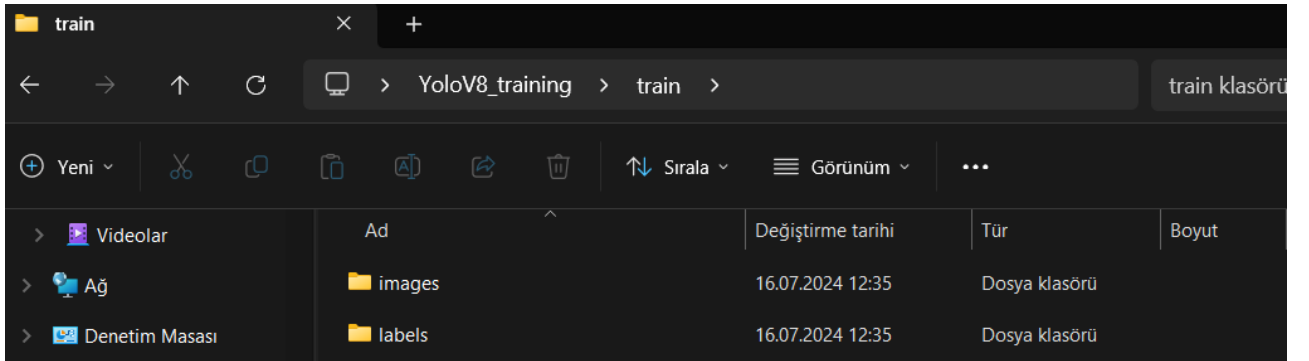 train
YoloV8_training > train >
train klasörü
Yeni
Sırala
Görünüm
Videolar
Ağ
Denetim Masası
Ad Değiştirme tarihi Tür Boyut
images 16.07.2024 12:35 Dosya klasörü
labels 16.07.2024 12:35 Dosya klasörü